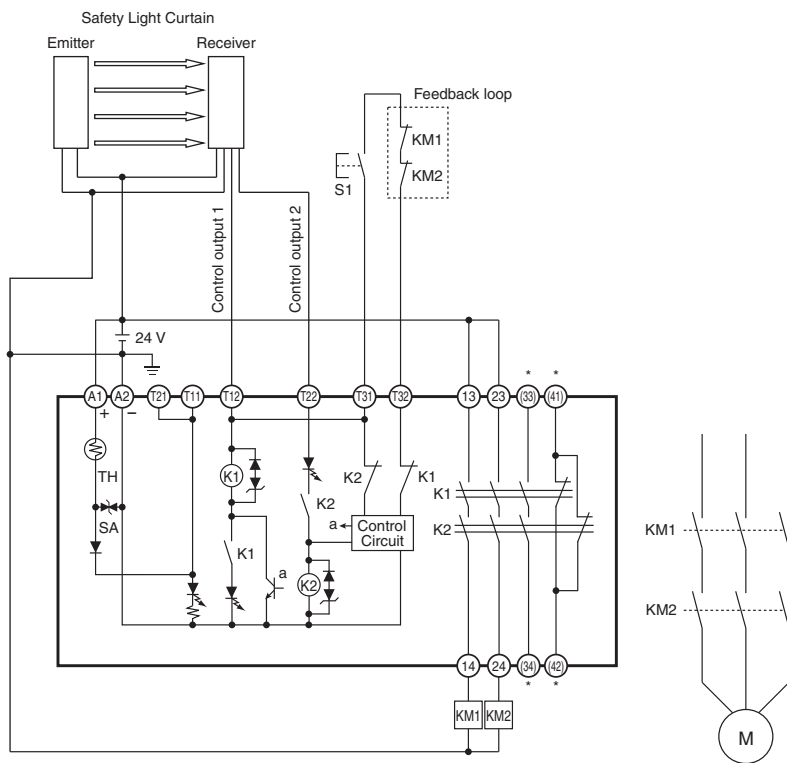 Safety Light Curtain
Emitter
Receiver
Feedback loop
KM1
KM2
S1
Control output 1
Control output 2
24 V
A1
A2
T21
T11
T12
T22
T31
T32
13
23
(33)
(41)
*
*
+
−
TH
SA
K1
K1
a
K2
K2
K2
K1
a
Control
Circuit
K1
K2
14
24
(34)
(42)
*
*
KM1
KM2
KM1
KM2
M